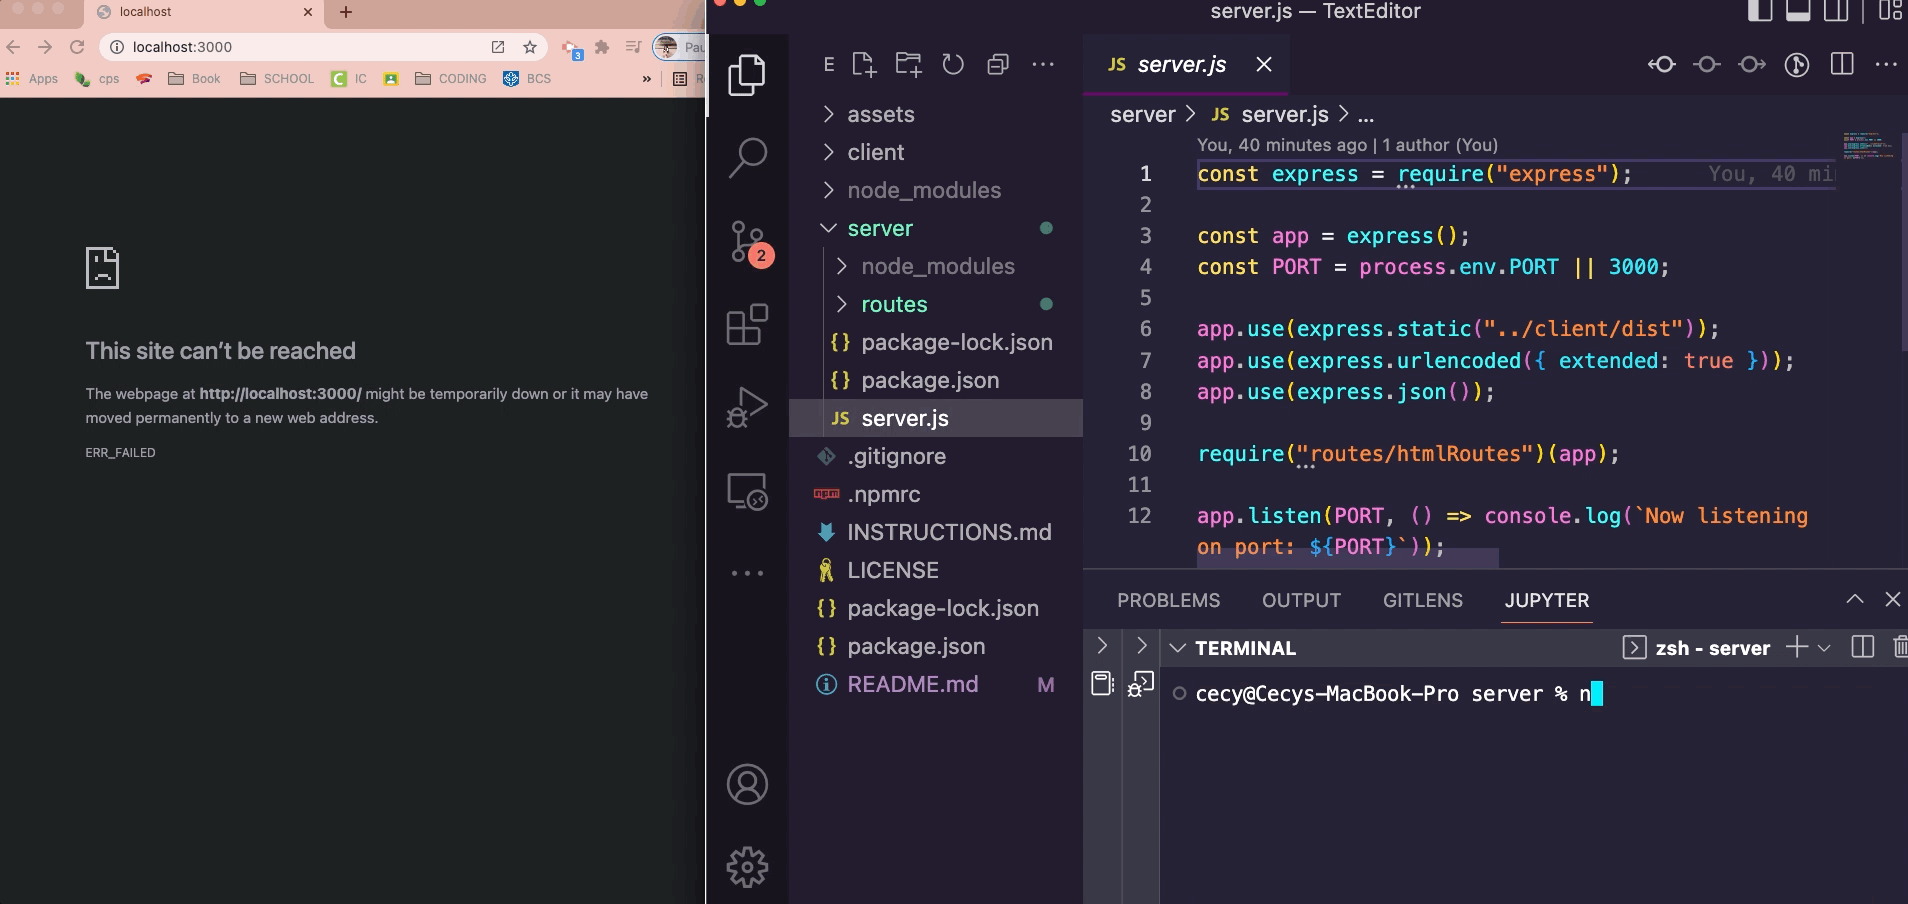 localhost
localhost:3000
3
Apps
cps
Book
SCHOOL
IC
CODING
BCS
»
This site can't be reached
The webpage at http://localhost:3000/ might be temporarily down or it may have
moved permanently to a new web address.
ERR_FAILED
server.js — TextEditor
E
assets
client
node_modules
server
node_modules
routes
{} package-lock.json
{} package.json
JS server.js
.gitignore
.npmrc
INSTRUCTIONS.md
LICENSE
{} package-lock.json
{} package.json
README.md M
2
JS server.js
server > JS server.js > ...
You, 40 minutes ago | 1 author (You)
1 const express = require("express"); You, 40
2
3 const app = express();
4 const PORT = process.env.PORT || 3000;
5
6 app.use(express.static("../client/dist"));
7 app.use(express.urlencoded({ extended: true }));
8 app.use(express.json());
9
10 require("routes/htmlRoutes")(app);
11
12 app.listen(PORT, () => console.log(`Now listening
on port: ${PORT}`));
PROBLEMS OUTPUT GITLENS JUPYTER
TERMINAL
zsh - server
cecy@Cecys-MacBook-Pro server % n